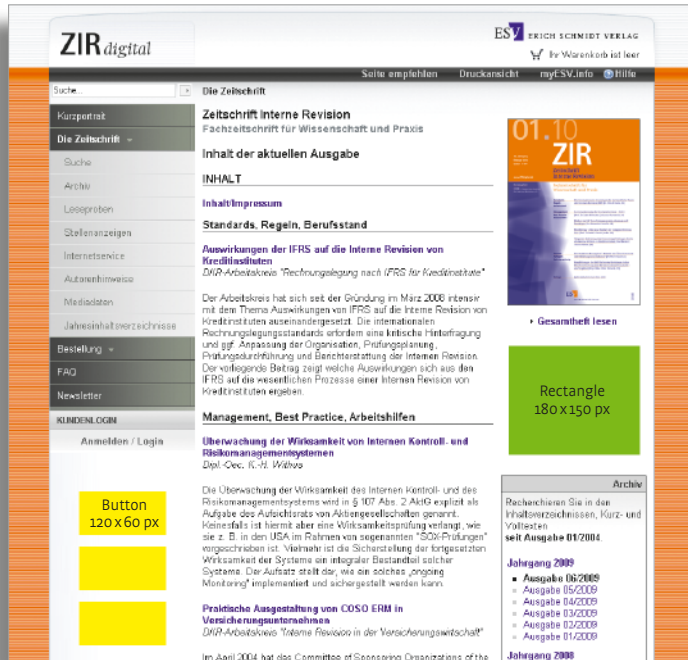 ZIR digital
ESV ERICH SCHMIDT VERLAG
Ihr Warenkorb ist leer
Seite empfehlen Druckansicht myESV.info Hilfe
Suche...
Kurzportrait
Die Zeitschrift
Suche
Archiv
Leseproben
Stellenanzeigen
Internetservice
Autorenhinweise
Mediadaten
Jahresinhaltsverzeichnisse
Bestellung
FAQ
Newsletter
KUNDENLOGIN
Anmelden / Login
Button
120 x 60 px
Die Zeitschrift
Zeitschrift Interne Revision
Fachzeitschrift für Wissenschaft und Praxis
Inhalt der aktuellen Ausgabe
INHALT
Inhalt/Impressum
Standards, Regeln, Berufsstand
Auswirkungen der IFRS auf die Interne Revision von
Kreditinstituten
DIIR-Arbeitskreis "Rechnungslegung nach IFRS für Kreditinstitute"
Der Arbeitskreis hat sich seit der Gründung im März 2008 intensiv
mit dem Thema Auswirkungen von IFRS auf die Interne Revision von
Kreditinstituten auseinandergesetzt. Die internationalen
Rechnungslegungsstandards erfordern eine kritische Hinterfragung
und ggf. Anpassung der Organisation, Prüfungsplanung,
Prüfungsdurchführung und Berichterstattung der Internen Revision.
Der vorliegende Beitrag zeigt welche Auswirkungen sich aus den
IFRS auf die wesentlichen Prozesse einer Internen Revision von
Kreditinstituten ergeben.
Management, Best Practice, Arbeitshilfen
Überwachung der Wirksamkeit von Internen Kontroll- und
Risikomanagementsystemen
Dipl.-Oec. K.-H. Withus
Die Überwachung der Wirksamkeit des Internen Kontroll- und des
Risikomanagementsystems wird in § 107 Abs. 2 AktG explizit als
Aufgabe des Aufsichtsrats von Aktiengesellschaften genannt.
Keinesfalls ist hiermit aber eine Wirksamkeitsprüfung verlangt, wie
sie z. B. in den USA im Rahmen von sogenannten "SOX-Prüfungen"
vorgeschrieben ist. Vielmehr ist die Sicherstellung der fortgesetzten
Wirksamkeit der Systeme ein integraler Bestandteil solcher
Systeme. Der Aufsatz stellt dar, wie ein solches „ongoing
Monitoring" implementiert und sichergestellt werden kann.
Praktische Ausgestaltung von COSO ERM in
Versicherungsunternehmen
DIIR-Arbeitskreis "Interne Revision in der Versicherungswirtschaft"
Im April 2004 hat das Committee of Sponsoring Organizations of the
01.10
ZIR
Zeitschrift
Interne Revision
Gesamtheft lesen
Rectangle
180 x 150 px
Archiv
Recherchieren Sie in den
Inhaltsverzeichnissen, Kurz- und
Volltexten
seit Ausgabe 01/2004.
Jahrgang 2009
Ausgabe 06/2009
Ausgabe 05/2009
Ausgabe 04/2009
Ausgabe 03/2009
Ausgabe 02/2009
Ausgabe 01/2009
Jahrgang 2008